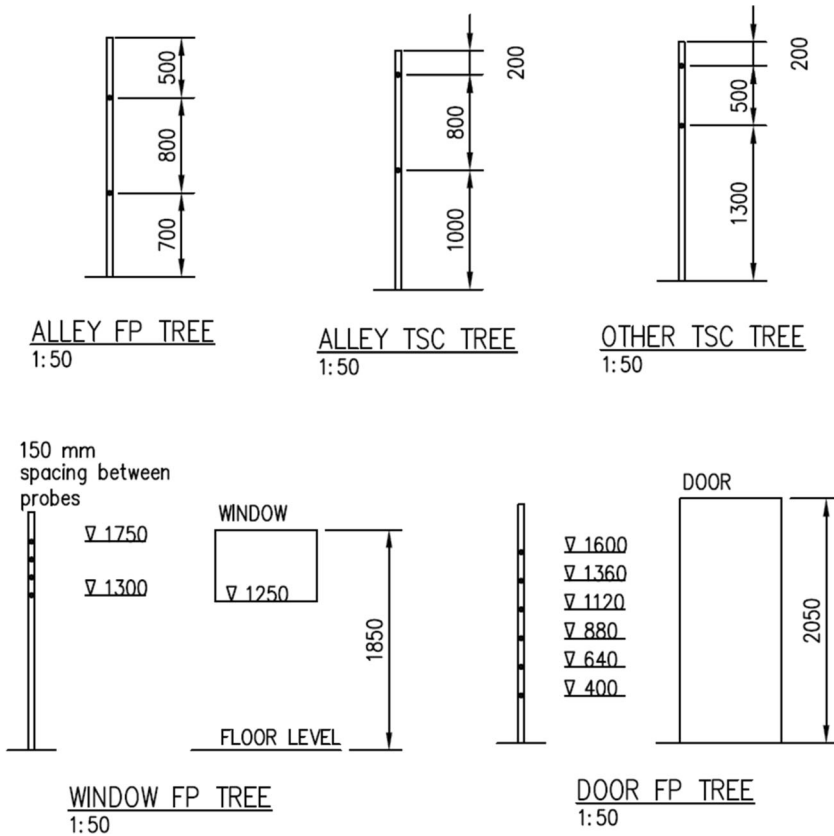 500
800
700
ALLEY FP TREE
1:50
200
800
1000
ALLEY TSC TREE
1:50
200
500
1300
OTHER TSC TREE
1:50
150 mm
spacing between
probes
∇ 1750
∇ 1300
WINDOW
∇ 1250
1850
FLOOR LEVEL
WINDOW FP TREE
1:50
∇ 1600
∇ 1360
∇ 1120
∇ 880
∇ 640
∇ 400
DOOR
2050
DOOR FP TREE
1:50